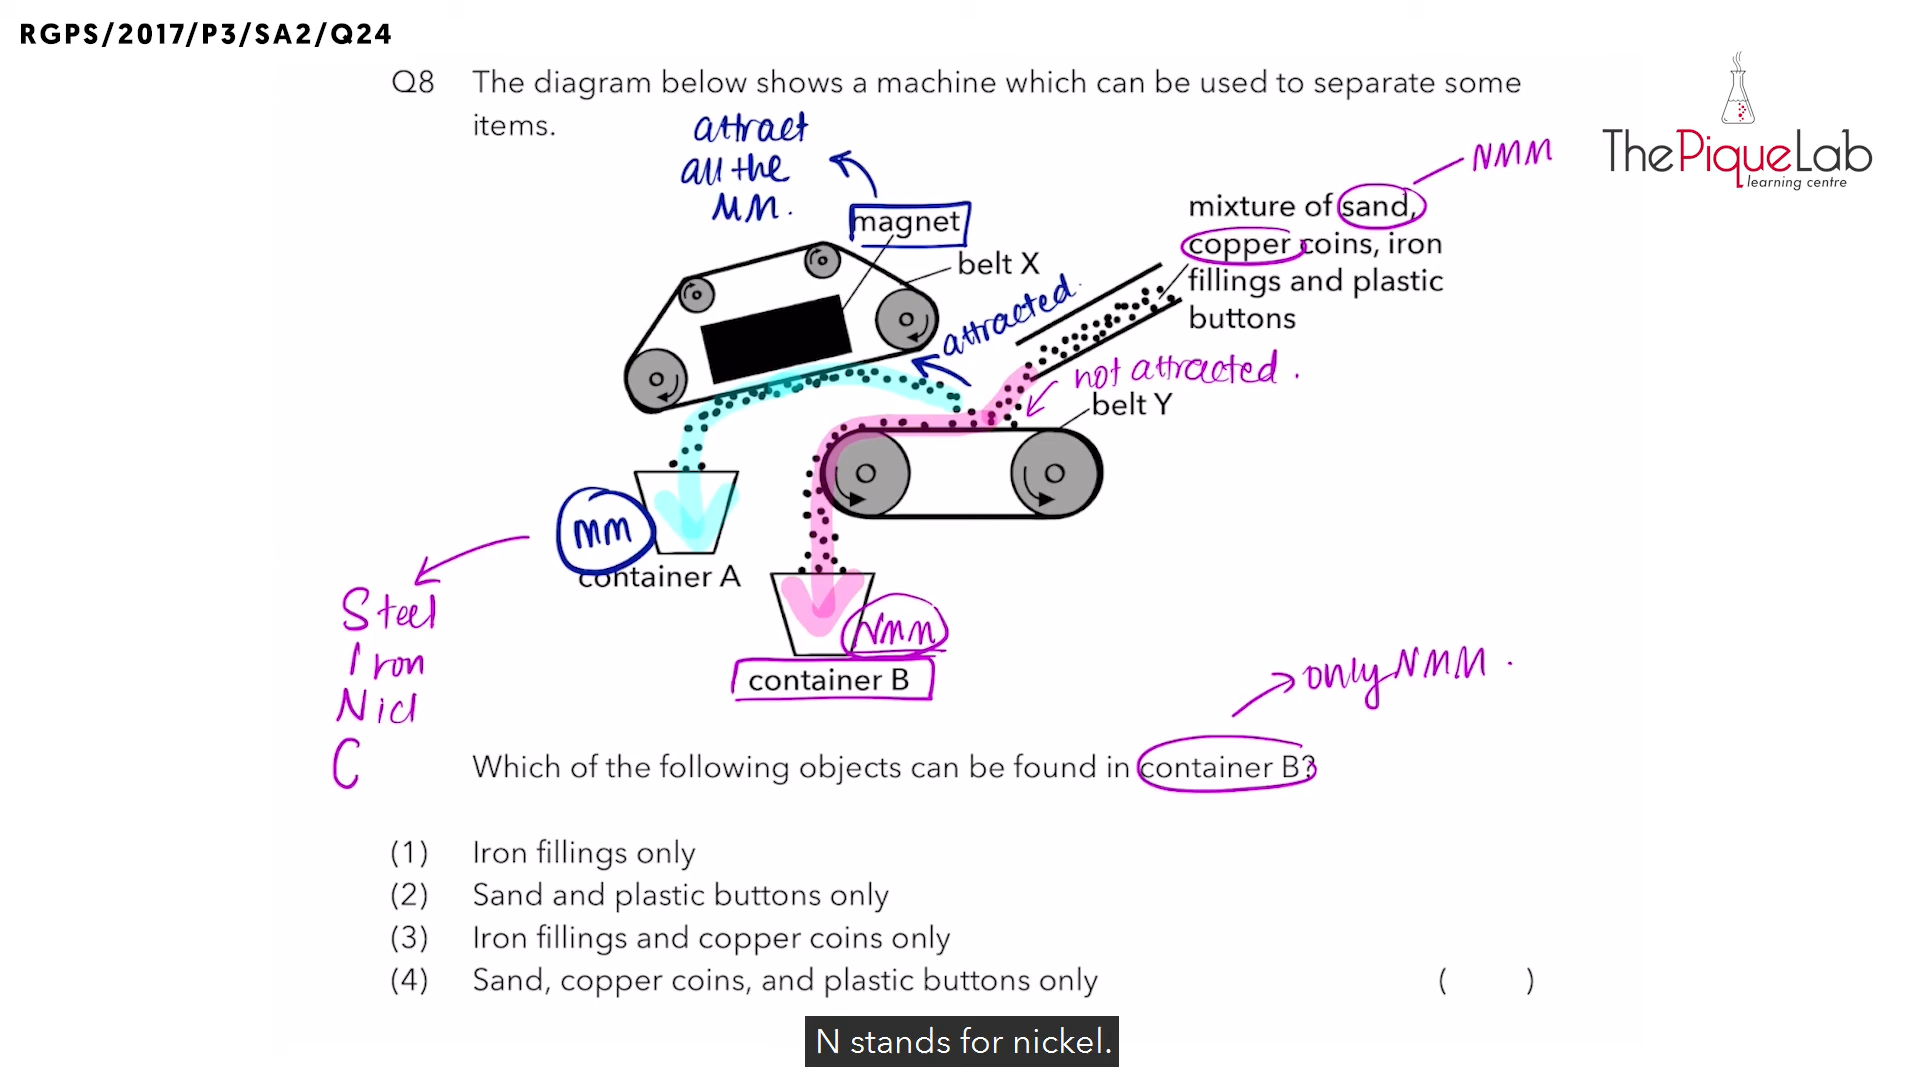 RGPS/2017/P3/SA2/Q24
Q8 The diagram below shows a machine which can be used to separate some
items.
attract
all the
MM.
magnet
belt X
attracted.
NMM
ThePiqueLab
learning centre
mixture of sand,
copper coins, iron
fillings and plastic
buttons
not attracted.
belt Y
MM
container A
Steel
Iron
Nicl
C
NMM
container B
only NMM.
Which of the following objects can be found in container B?
(1) Iron fillings only
(2) Sand and plastic buttons only
(3) Iron fillings and copper coins only
(4) Sand, copper coins, and plastic buttons only ( )
N stands for nickel.